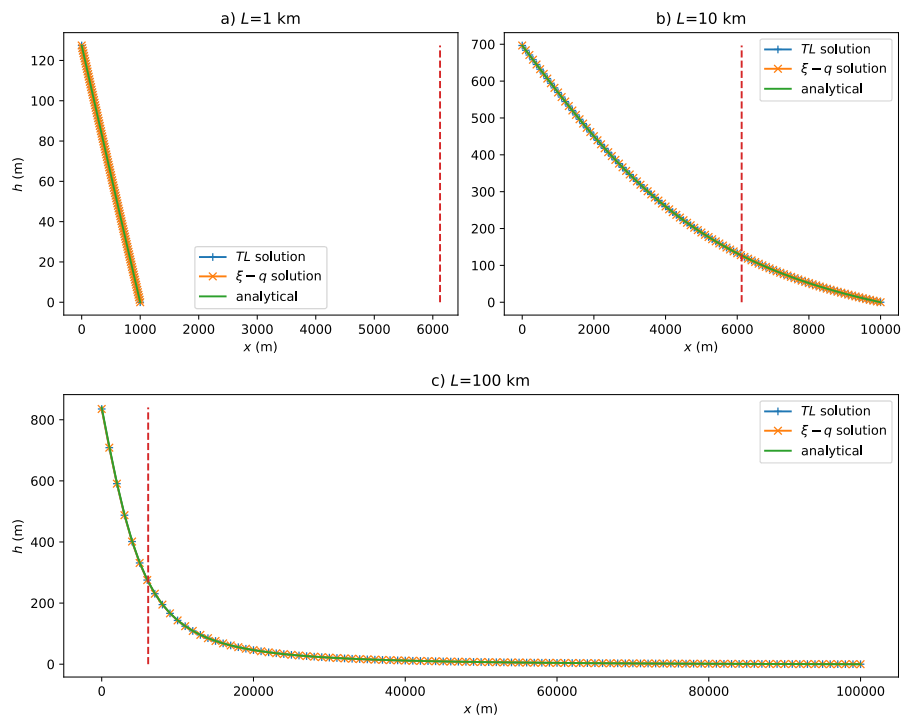 a) L=1 km
h (m)
120
100
80
60
40
20
0
TL solution
ξ−q solution
analytical
0 1000 2000 3000 4000 5000 6000
x (m)
b) L=10 km
h (m)
700
600
500
400
300
200
100
0
TL solution
ξ−q solution
analytical
0 2000 4000 6000 8000 10000
x (m)
c) L=100 km
h (m)
800
600
400
200
0
TL solution
ξ−q solution
analytical
0 20000 40000 60000 80000 100000
x (m)